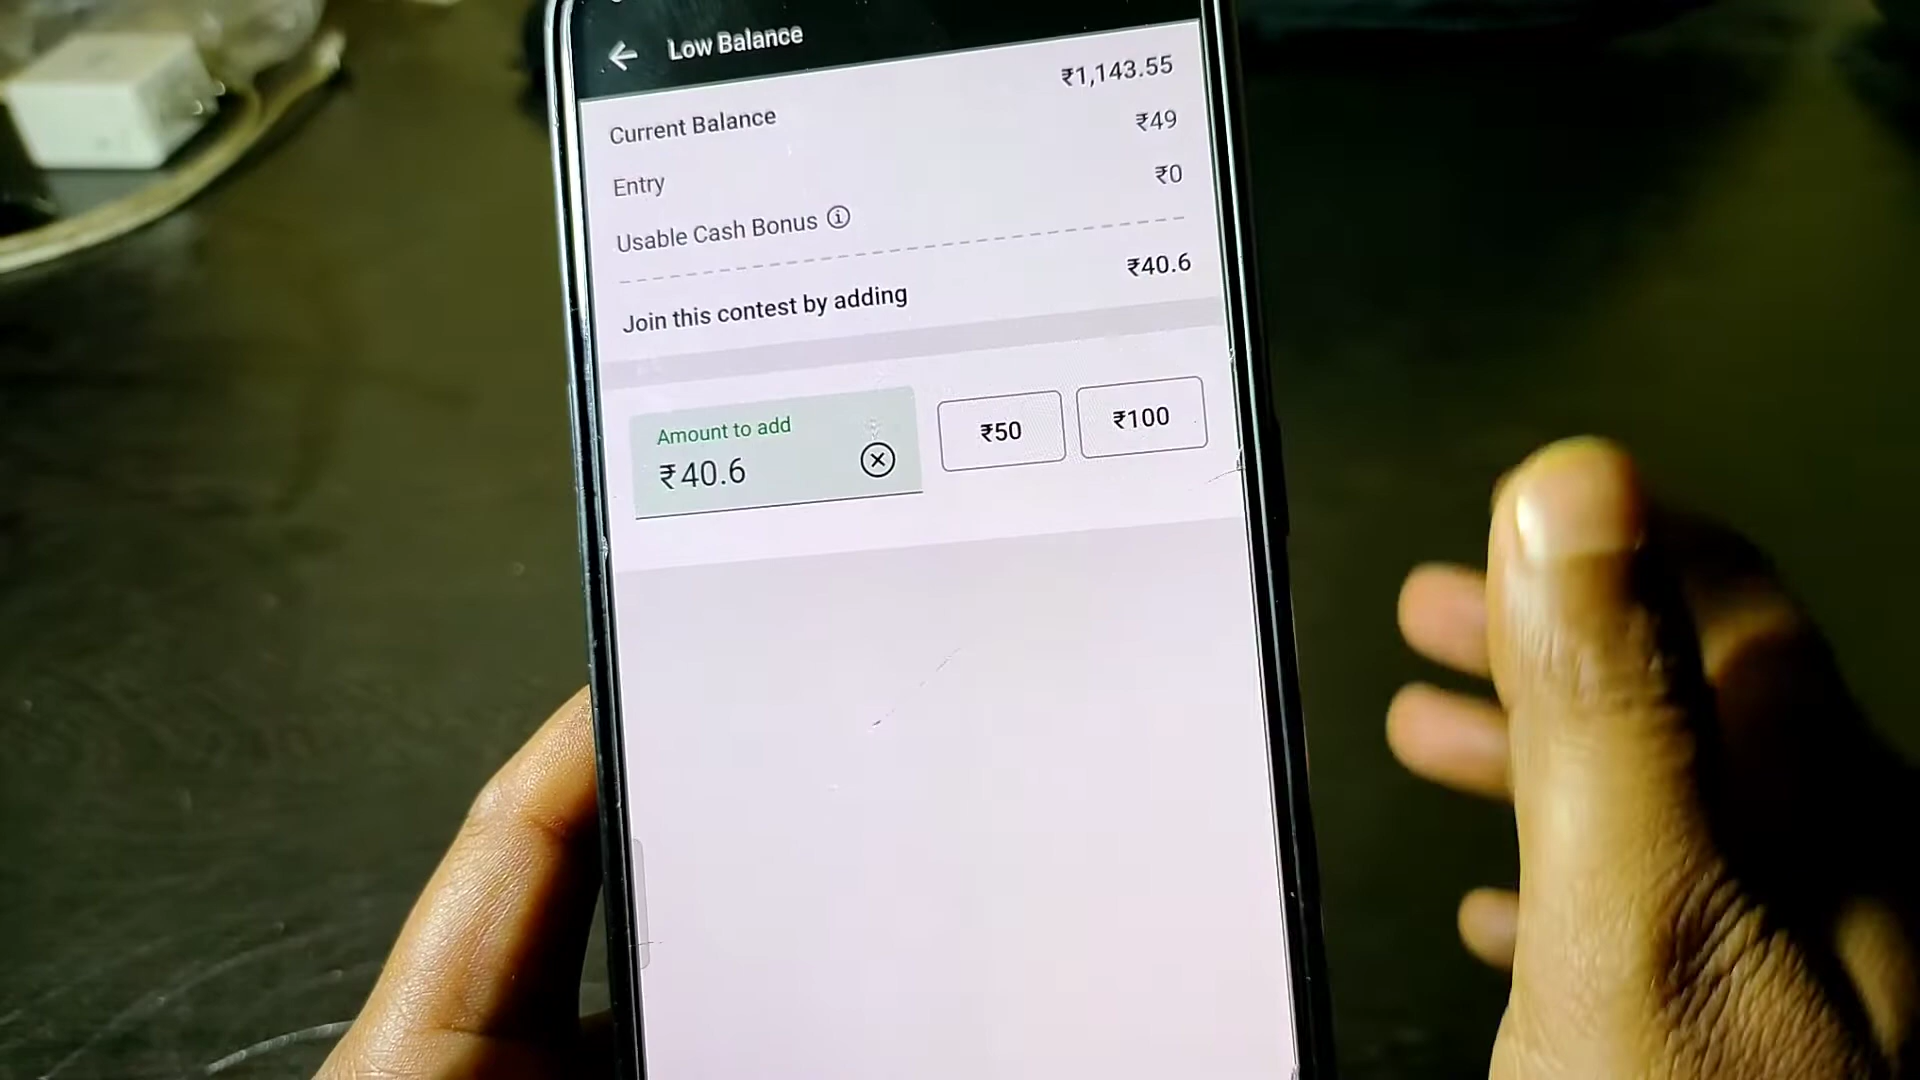 Low Balance
Current Balance ₹1,143.55
Entry ₹49
Usable Cash Bonus ₹0
Join this contest by adding ₹40.6
Amount to add
₹40.6
₹50
₹100